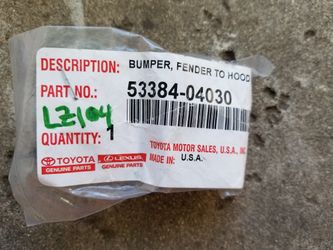 DESCRIPTION: BUMPER, FENDER TO HOOD
PART NO.: 53384-04030
LZ104
QUANTITY: 1
TOYOTA MOTOR SALES, U.S.A., INC.
TOYOTA LEXUS MADE IN: U.S.A.
GENUINE PARTS GENUINE PARTS